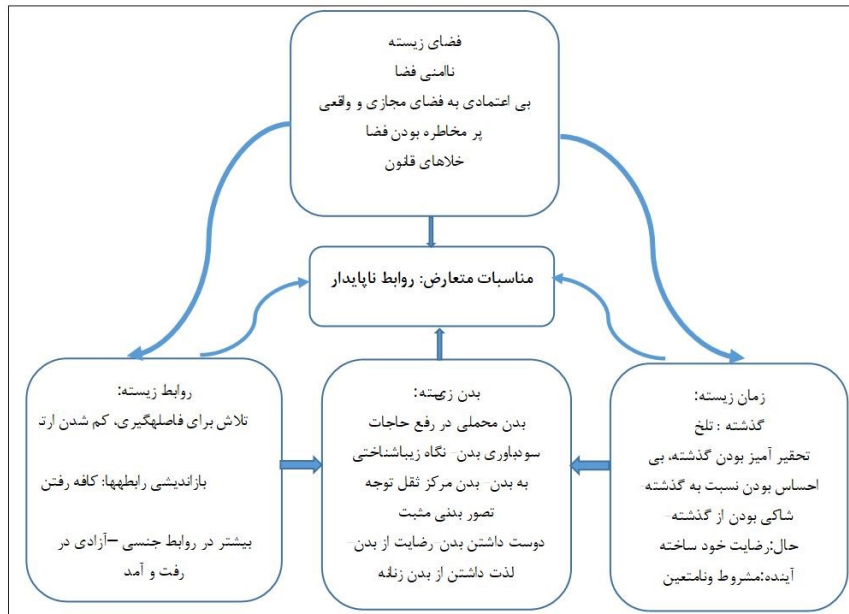 فضای زیسته
ناامنی فضا
بی اعتمادی به فضای مجازی و واقعی
پر مخاطره بودن فضا
خلاهای قانون
مناسبات متعارض: روابط ناپایدار
زمان زیسته:
گذشته : تلخ
تحقیر آمیز بودن گذشته، بی
احساس بودن نسبت به گذشته-
شاکی بودن از گذشته-
حال:رضایت خود ساخته
آینده:مشروط ونامتعین
بدن زیسته:
بدن محملی در رفع حاجات
سودباوری بدن- نگاه زیباشناختی
به بدن- بدن مرکز ثقل توجه
تصور بدنی مثبت
دوست داشتن بدن-رضایت از بدن-
لذت داشتن از بدن زنانه
روابط زیسته:
تلاش برای فاصلهگیری، کم شدن ارتـ
بازاندیشی رابطهها: کافه رفتن
بیشتر در روابط جنسی –آزادی در
رفت و آمد